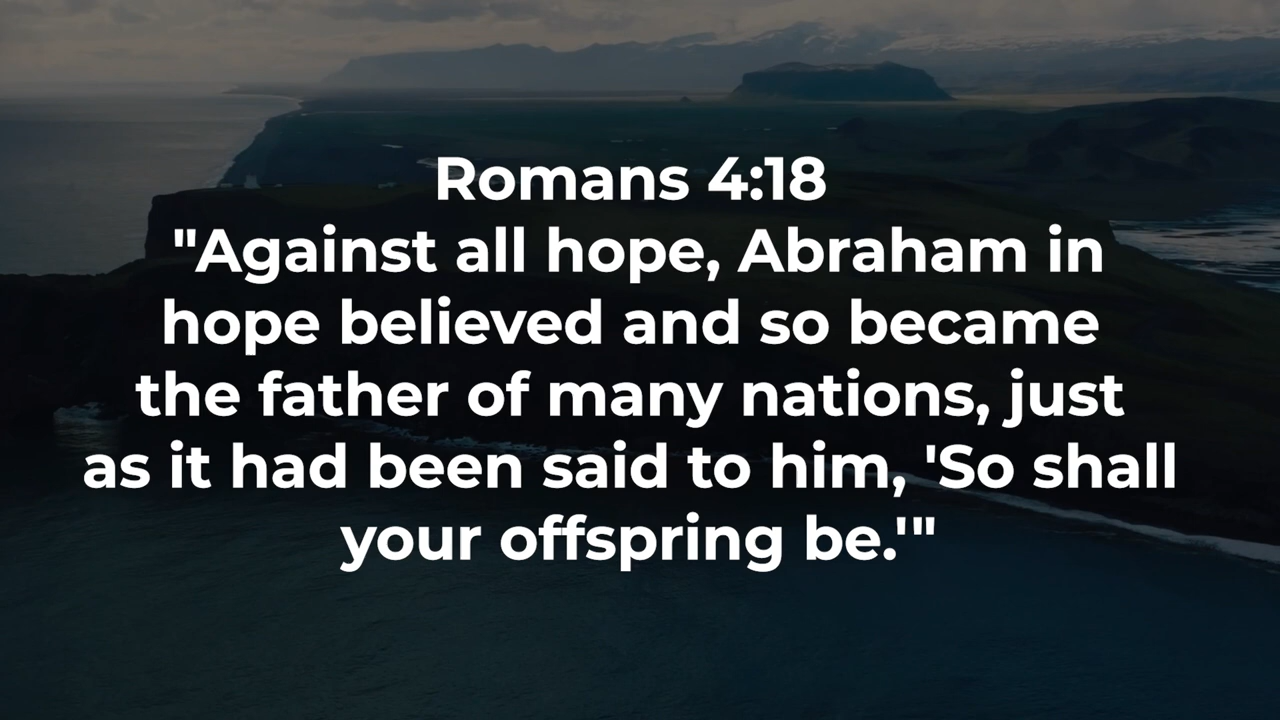 Romans 4:18
"Against all hope, Abraham in
hope believed and so became
the father of many nations, just
as it had been said to him, 'So shall
your offspring be.'"